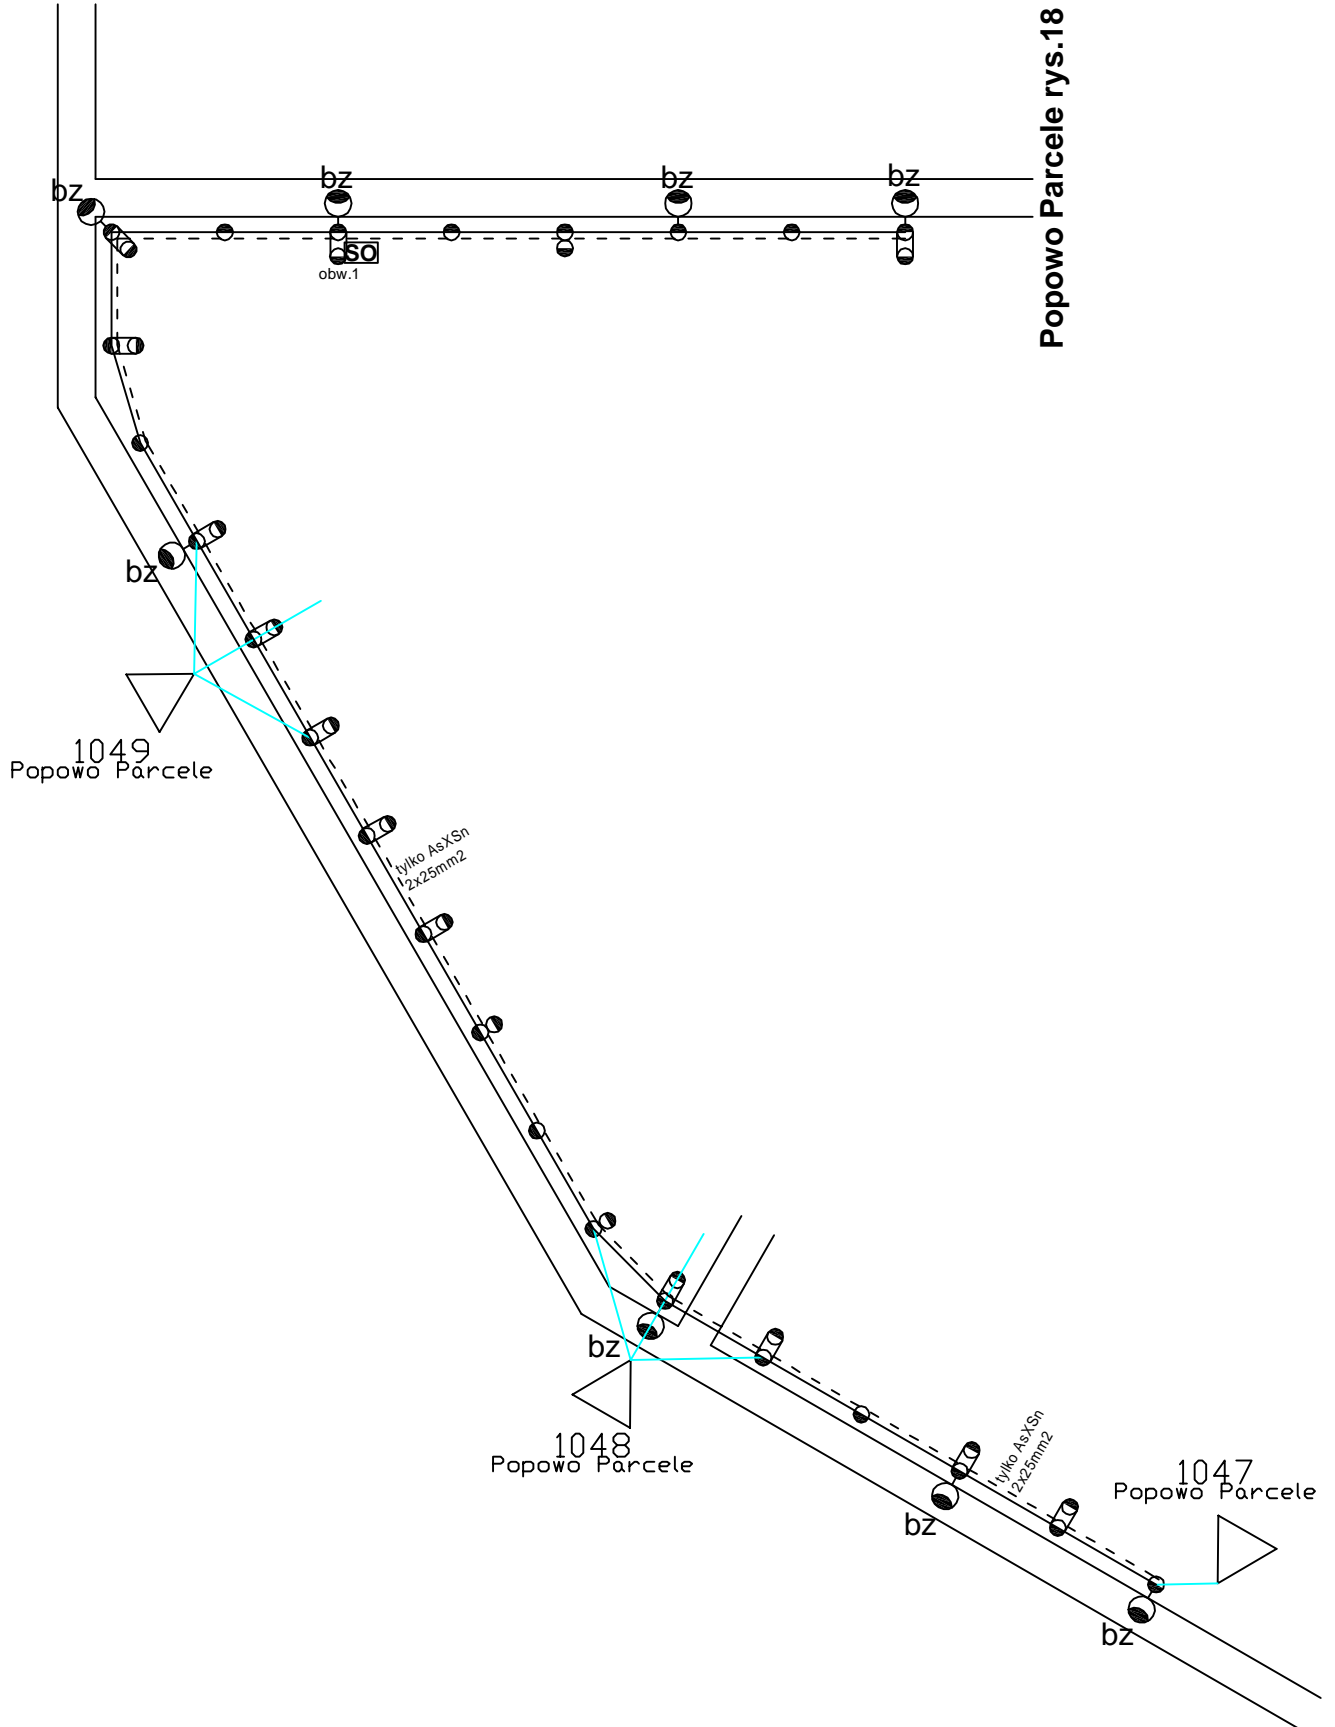 Popowo Parcele rys.18
bz
bz
bz
bz
SO
obw.1
bz
1049
Popowo Parcele
tylko AsXSn
2x25mm2
bz
1048
Popowo Parcele
tylko AsXSn
2x25mm2
1047
Popowo Parcele
bz
bz